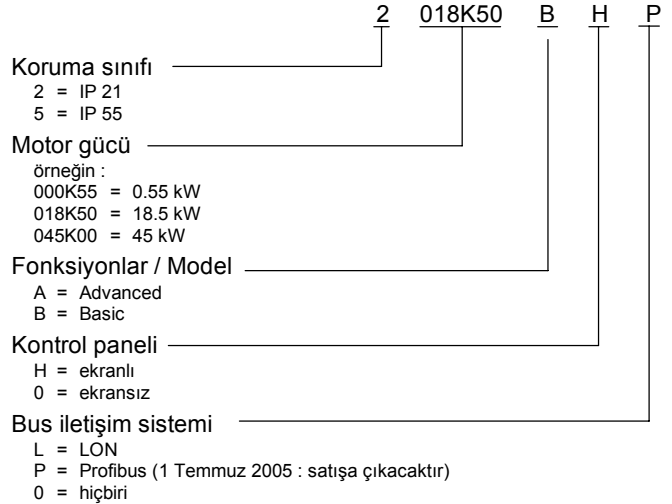 2 018K50 B H P
Koruma sınıfı
2 = IP 21
5 = IP 55
Motor gücü
örneğin :
000K55 = 0.55 kW
018K50 = 18.5 kW
045K00 = 45 kW
Fonksiyonlar / Model
A = Advanced
B = Basic
Kontrol paneli
H = ekranlı
0 = ekransız
Bus iletişim sistemi
L = LON
P = Profibus (1 Temmuz 2005 : satışa çıkacaktır)
0 = hiçbiri